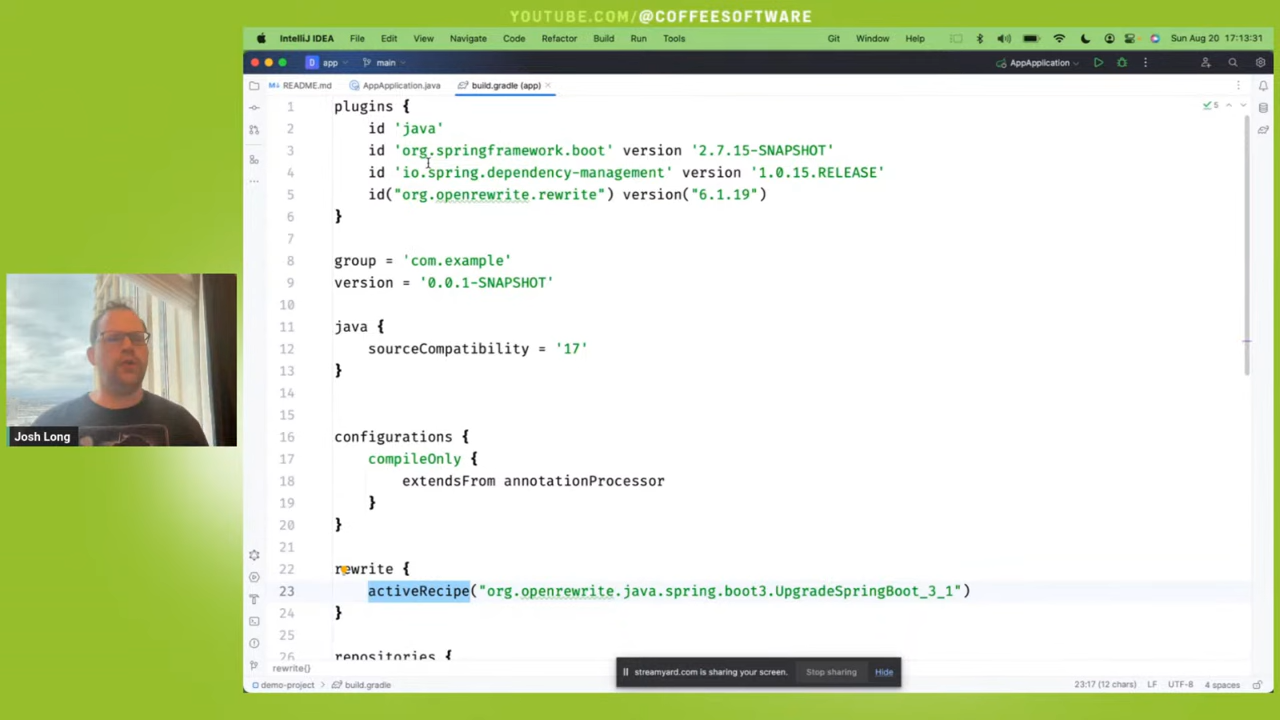 YOUTUBE.COM/@COFFEESOFTWARE
IntelliJ IDEA File Edit View Navigate Code Refactor Build Run Tools Git Window Help Sun Aug 20 17:13:31
D app main AppApplication
README.md AppApplication.java build.gradle (app)
1 plugins {
2 id 'java'
3 id 'org.springframework.boot' version '2.7.15-SNAPSHOT'
4 id 'io.spring.dependency-management' version '1.0.15.RELEASE'
5 id("org.openrewrite.rewrite") version("6.1.19")
6 }
7
8 group = 'com.example'
9 version = '0.0.1-SNAPSHOT'
10
11 java {
12 sourceCompatibility = '17'
13 }
14
15
16 configurations {
17 compileOnly {
18 extendsFrom annotationProcessor
19 }
20 }
21
22 rewrite {
23 activeRecipe("org.openrewrite.java.spring.boot3.UpgradeSpringBoot_3_1")
24 }
25
26 repositories {
5
Josh Long
rewrite{}
streamyard.com is sharing your screen. Stop sharing Hide
demo-project > build.gradle 23:17 (12 chars) LF UTF-8 4 spaces